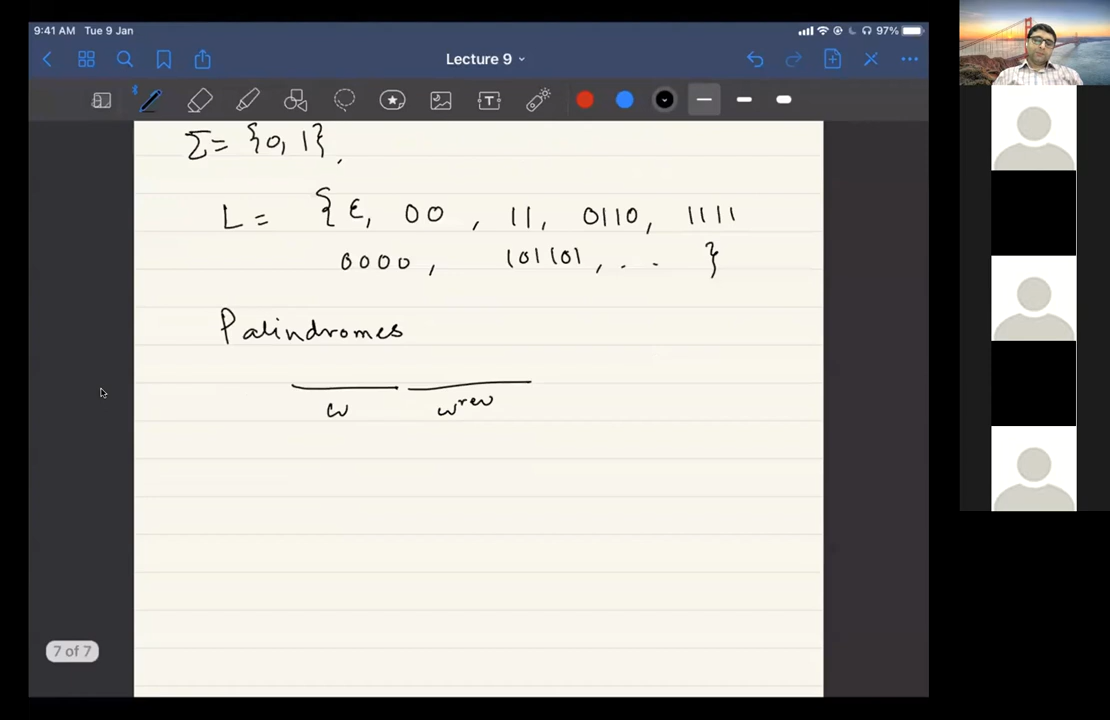 9:41 AM Tue 9 Jan 97%
Lecture 9
Σ = {0, 1}.
L = { ε, 00 , 11, 0110, 1111
0000, 101101, . . }
Palindromes
w w^rev
7 of 7